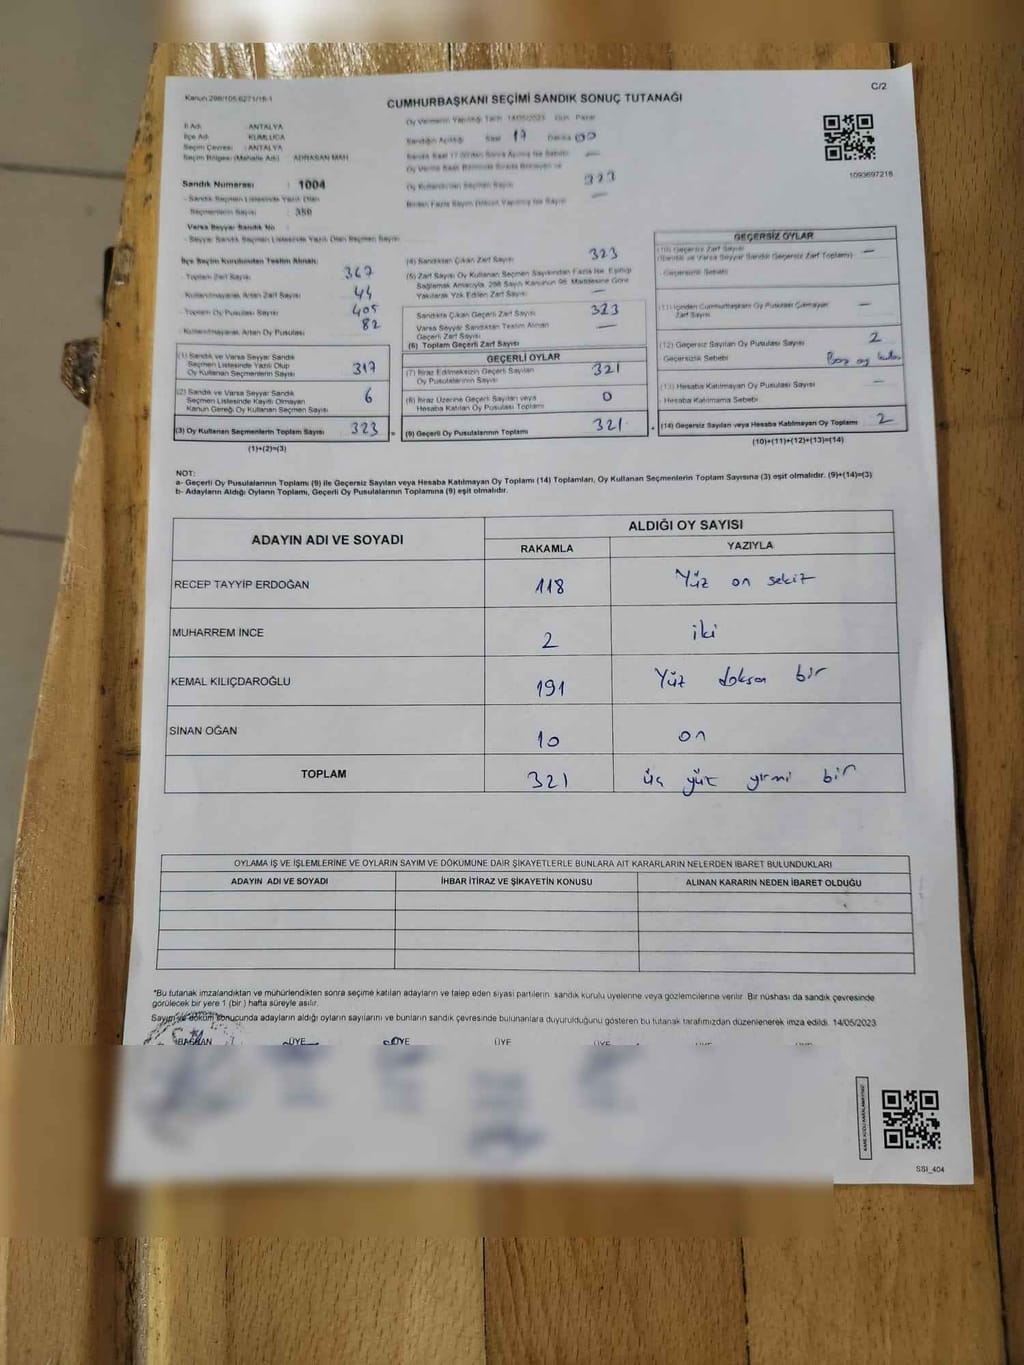 C/2
Kanun 298/105 6271/16-1
CUMHURBAŞKANI SEÇİMİ SANDIK SONUÇ TUTANAĞI
İl Adı : ANTALYA
İlçe Adı : KUMLUCA
Seçim Çevresi : ANTALYA
Seçim Bölgesi (Mahalle Adı) : ADRASAN MAH
Sandık Numarası : 1004
- Sandık Seçmen Listesinde Yazılı Olan
Seçmenlerin Sayısı
Varsa Seyyar Sandık No
- Seyyar Sandık Seçmen Listesinde Yazılı Olan Seçmen Sayısı
Oy Vermenin Yapıldığı Tarih 14/05/2023 Gün Pazar
Sandığın Açıldığı Saat 17 Dakika 00
Oy Kullandırılan Seçmen Sayısı 323
1093697216
İlçe Seçim Kurulundan Teslim Alınan
- Toplam Zarf Sayısı 367
Kullanılmayarak Artan Zarf Sayısı 44
- Toplam Oy Pusulası Sayısı 405
- Kullanılmayarak Artan Oy Pusulası 82
(1) Sandık ve Varsa Seyyar Sandık
Seçmen Listesinde Yazılı Olup
Oy Kullanan Seçmenlerin Sayısı 317
(2) Sandık ve Varsa Seyyar Sandık
Seçmen Listesinde Kayıtlı Olmayan
Kanun Gereği Oy Kullanan Seçmen Sayısı 6
(3) Oy Kullanan Seçmenlerin Toplam Sayısı 323
(1)+(2)=(3)
(4) Sandıktan Çıkan Zarf Sayısı 323
(5) Zarf Sayısı Oy Kullanan Seçmen Sayısından Fazla İse, Eşitliği
Sağlamak Amacıyla, 298 Sayılı Kanunun 98. Maddesine Göre
Yakılarak Yok Edilen Zarf Sayısı —
Sandıkta Çıkan Geçerli Zarf Sayısı 323
Varsa Seyyar Sandıktan Teslim Alınan
Geçerli Zarf Sayısı —
(6) Toplam Geçerli Zarf Sayısı
GEÇERLİ OYLAR
(7) İtiraz Edilmeksizin Geçerli Sayılan
Oy Pusulalarının Sayısı 321
(8) İtiraz Üzerine Geçerli Sayılan veya
Hesaba Katılan Oy Pusulası Toplamı 0
(9) Geçerli Oy Pusulalarının Toplamı 321
GEÇERSİZ OYLAR
(10) Geçersiz Zarf Sayısı —
(Sandık ve Varsa Seyyar Sandık Geçersiz Zarf Toplamı)
Geçersizlik Sebebi
(11) İçinden Cumhurbaşkanı Oy Pusulası Çıkmayan —
Zarf Sayısı
(12) Geçersiz Sayılan Oy Pusulası Sayısı 2
Geçersizlik Sebebi Boş oy
(13) Hesaba Katılmayan Oy Pusulası Sayısı —
Hesaba Katılmama Sebebi
(14) Geçersiz Sayılan veya Hesaba Katılmayan Oy Toplamı 2
(10)+(11)+(12)+(13)=(14)
NOT:
a- Geçerli Oy Pusulalarının Toplamı (9) ile Geçersiz Sayılan veya Hesaba Katılmayan Oy Toplamı (14) Toplamları, Oy Kullanan Seçmenlerin Toplam Sayısına (3) eşit olmalıdır. (9)+(14)=(3)
b- Adayların Aldığı Oyların Toplamı, Geçerli Oy Pusulalarının Toplamına (9) eşit olmalıdır.
ADAYIN ADI VE SOYADI ALDIĞI OY SAYISI
RAKAMLA YAZIYLA
RECEP TAYYİP ERDOĞAN 118 Yüz on sekiz
MUHARREM İNCE 2 iki
KEMAL KILIÇDAROĞLU 191 Yüz doksan bir
SİNAN OĞAN 10 on
TOPLAM 321 üç yüz yirmi bir
OYLAMA İŞ VE İŞLEMLERİNE VE OYLARIN SAYIM VE DÖKÜMÜNE DAİR ŞİKAYETLERLE BUNLARA AİT KARARLARIN NELERDEN İBARET BULUNDUKLARI
ADAYIN ADI VE SOYADI İHBAR İTİRAZ VE ŞİKAYETİN KONUSU ALINAN KARARIN NEDEN İBARET OLDUĞU
*Bu tutanak imzalandıktan ve mühürlendikten sonra seçime katılan adayların ve talep eden siyasi partilerin sandık kurulu üyelerine veya gözlemcilerine verilir. Bir nüshası da sandık çevresinde
görülecek bir yere 1 (bir ) hafta süreyle asılır.
Sayım ve döküm sonucunda adayların aldığı oyların sayılarını ve bunların sandık çevresinde bulunanlara duyurulduğunu gösteren bu tutanak tarafımızdan düzenlenerek imza edildi. 14/05/2023
BAŞKAN ÜYE ÜYE ÜYE ÜYE
SSI_404